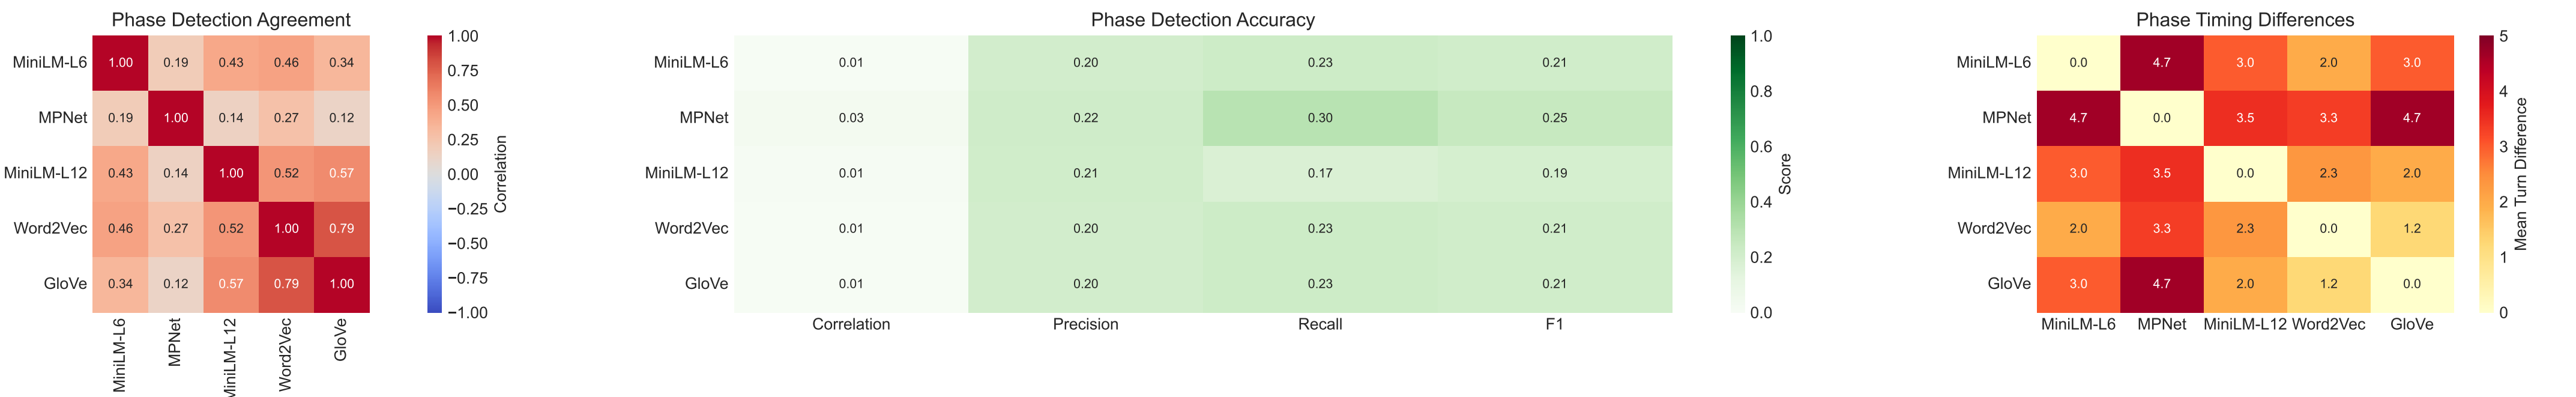 Phase Detection Agreement
MiniLM-L6 1.00 0.19 0.43 0.46 0.34
MPNet 0.19 1.00 0.14 0.27 0.12
MiniLM-L12 0.43 0.14 1.00 0.52 0.57
Word2Vec 0.46 0.27 0.52 1.00 0.79
GloVe 0.34 0.12 0.57 0.79 1.00
MiniLM-L6 MPNet MiniLM-L12 Word2Vec GloVe
1.00
0.75
0.50
0.25
0.00
−0.25
−0.50
−0.75
−1.00
Correlation
Phase Detection Accuracy
MiniLM-L6 0.01 0.20 0.23 0.21
MPNet 0.03 0.22 0.30 0.25
MiniLM-L12 0.01 0.21 0.17 0.19
Word2Vec 0.01 0.20 0.23 0.21
GloVe 0.01 0.20 0.23 0.21
Correlation Precision Recall F1
1.0
0.8
0.6
0.4
0.2
0.0
Score
Phase Timing Differences
MiniLM-L6 0.0 4.7 3.0 2.0 3.0
MPNet 4.7 0.0 3.5 3.3 4.7
MiniLM-L12 3.0 3.5 0.0 2.3 2.0
Word2Vec 2.0 3.3 2.3 0.0 1.2
GloVe 3.0 4.7 2.0 1.2 0.0
MiniLM-L6 MPNet MiniLM-L12 Word2Vec GloVe
5
4
3
2
1
0
Mean Turn Difference